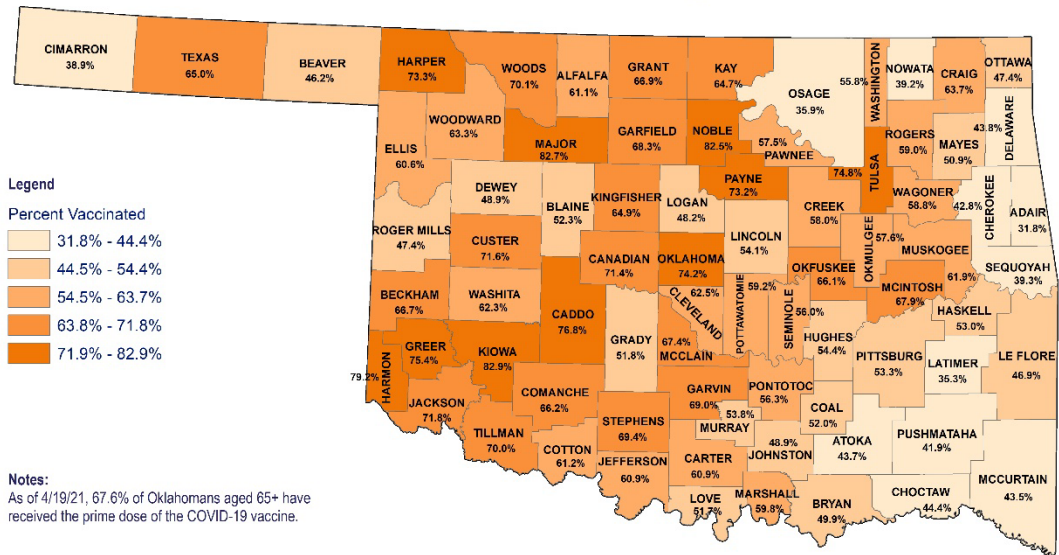 CIMARRON
38.9%
TEXAS
65.0%
BEAVER
46.2%
HARPER
73.3%
WOODS
70.1%
ALFALFA
61.1%
GRANT
66.9%
KAY
64.7%
OSAGE
35.9%
55.8%
WASHINGTON
NOWATA
39.2%
CRAIG
63.7%
OTTAWA
47.4%
WOODWARD
63.3%
ELLIS
60.6%
MAJOR
82.7%
GARFIELD
68.3%
NOBLE
82.5%
57.5%
PAWNEE
ROGERS
59.0%
MAYES
50.9%
43.8%
DELAWARE
DEWEY
48.9%
BLAINE
52.3%
KINGFISHER
64.9%
LOGAN
48.2%
PAYNE
73.2%
74.8%
TULSA
CREEK
58.0%
WAGONER
58.8%
42.8%
CHEROKEE
ADAIR
31.8%
ROGER MILLS
47.4%
CUSTER
71.6%
CANADIAN
71.4%
OKLAHOMA
74.2%
LINCOLN
54.1%
OKFUSKEE
66.1%
OKMULGEE
57.6%
MUSKOGEE
61.9%
SEQUOYAH
39.3%
MCINTOSH
67.9%
BECKHAM
66.7%
WASHITA
62.3%
CADDO
76.8%
GRADY
51.8%
62.5%
CLEVELAND
59.2%
POTTAWATOMIE
SEMINOLE
56.0%
HUGHES
54.4%
HASKELL
53.0%
PITTSBURG
53.3%
LATIMER
35.3%
LE FLORE
46.9%
67.4%
MCCLAIN
GREER
75.4%
KIOWA
82.9%
79.2%
HARMON
JACKSON
71.8%
COMANCHE
66.2%
GARVIN
69.0%
PONTOTOC
56.3%
COAL
52.0%
TILLMAN
70.0%
COTTON
61.2%
STEPHENS
69.4%
53.8%
MURRAY
48.9%
JOHNSTON
ATOKA
43.7%
PUSHMATAHA
41.9%
JEFFERSON
60.9%
CARTER
60.9%
LOVE
51.7%
MARSHALL
59.8%
BRYAN
49.9%
CHOCTAW
44.4%
MCCURTAIN
43.5%
Legend
Percent Vaccinated
31.8% - 44.4%
44.5% - 54.4%
54.5% - 63.7%
63.8% - 71.8%
71.9% - 82.9%
Notes:
As of 4/19/21, 67.6% of Oklahomans aged 65+ have
received the prime dose of the COVID-19 vaccine.